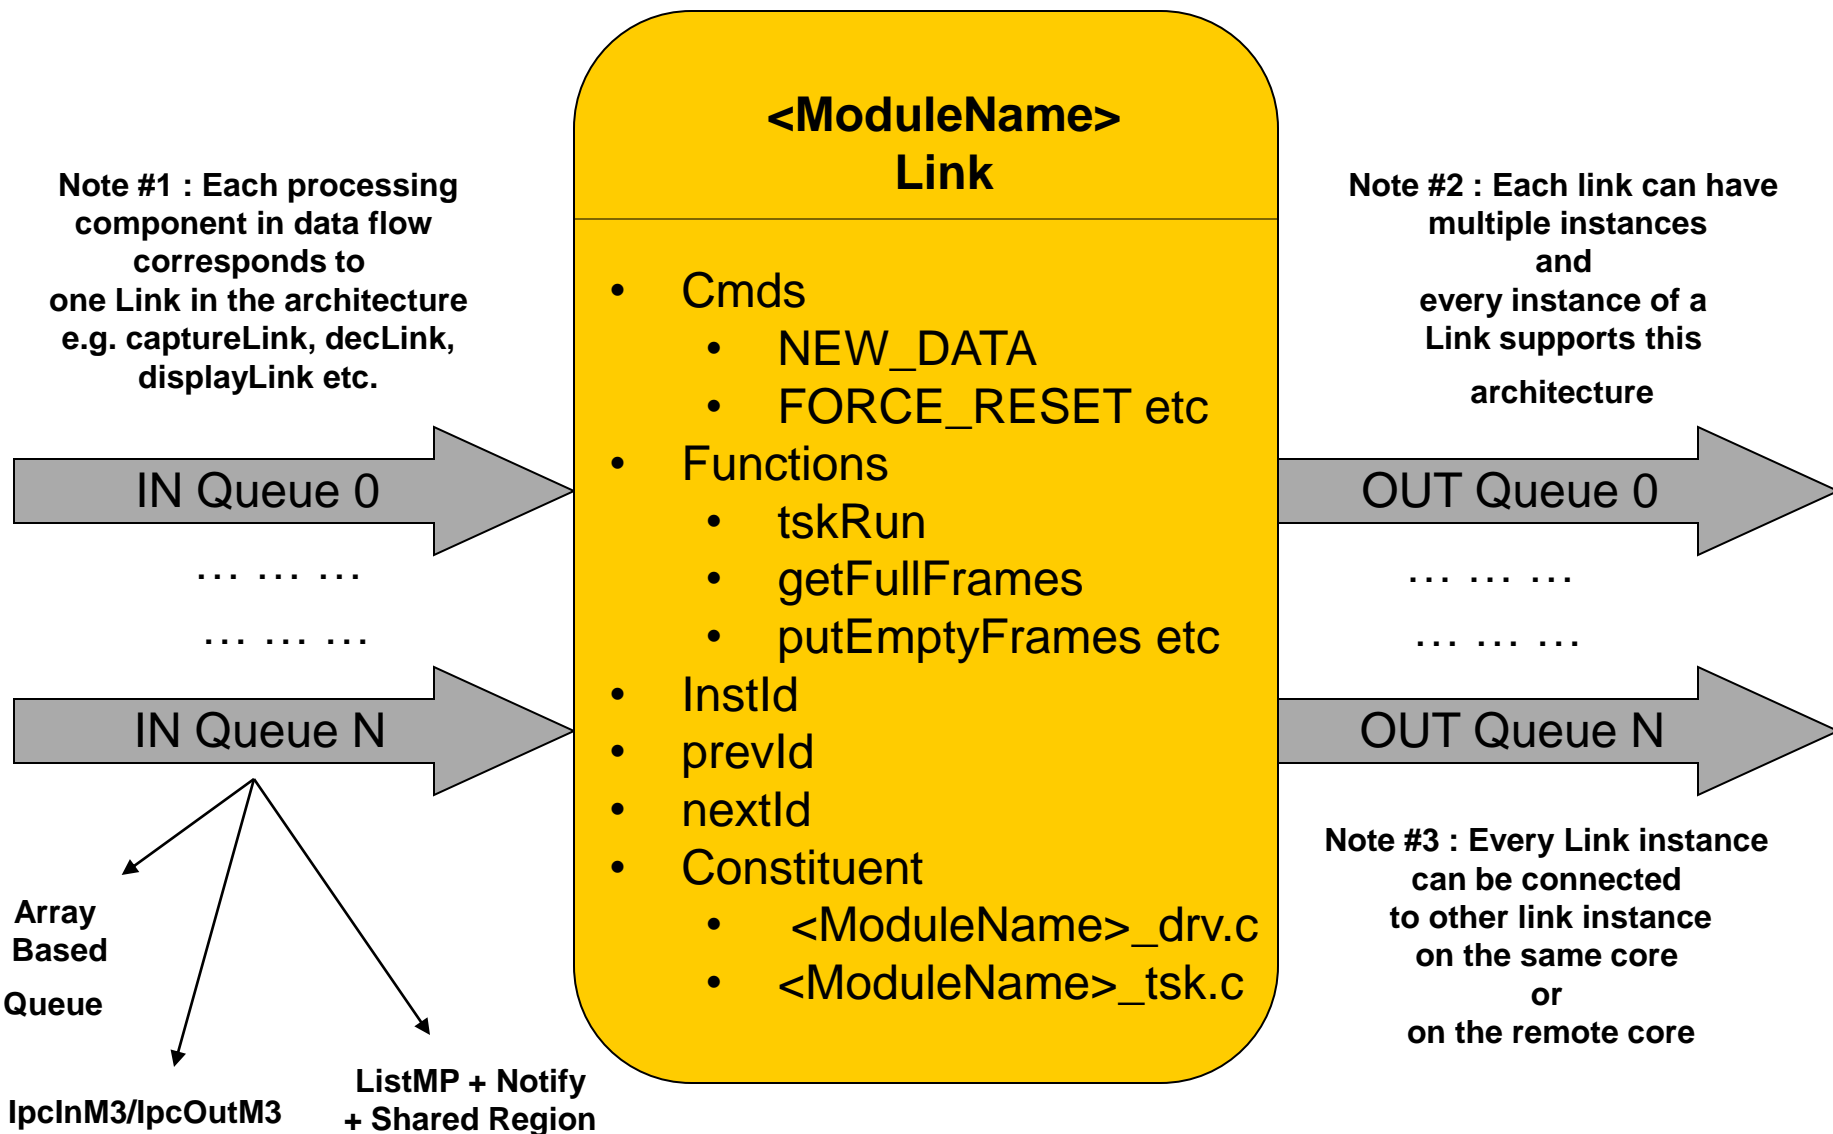 <ModuleName>
Link
Note #1 : Each processing
component in data flow
corresponds to
one Link in the architecture
e.g. captureLink, decLink,
displayLink etc.
Note #2 : Each link can have
multiple instances
and
every instance of a
Link supports this
architecture
• Cmds
• NEW_DATA
• FORCE_RESET etc
• Functions
• tskRun
• getFullFrames
• putEmptyFrames etc
• InstId
• prevId
• nextId
• Constituent
• <ModuleName>_drv.c
• <ModuleName>_tsk.c
IN Queue 0
... ... ...
... ... ...
IN Queue N
OUT Queue 0
... ... ...
... ... ...
OUT Queue N
Array
Based
Queue
IpcInM3/IpcOutM3
ListMP + Notify
+ Shared Region
Note #3 : Every Link instance
can be connected
to other link instance
on the same core
or
on the remote core